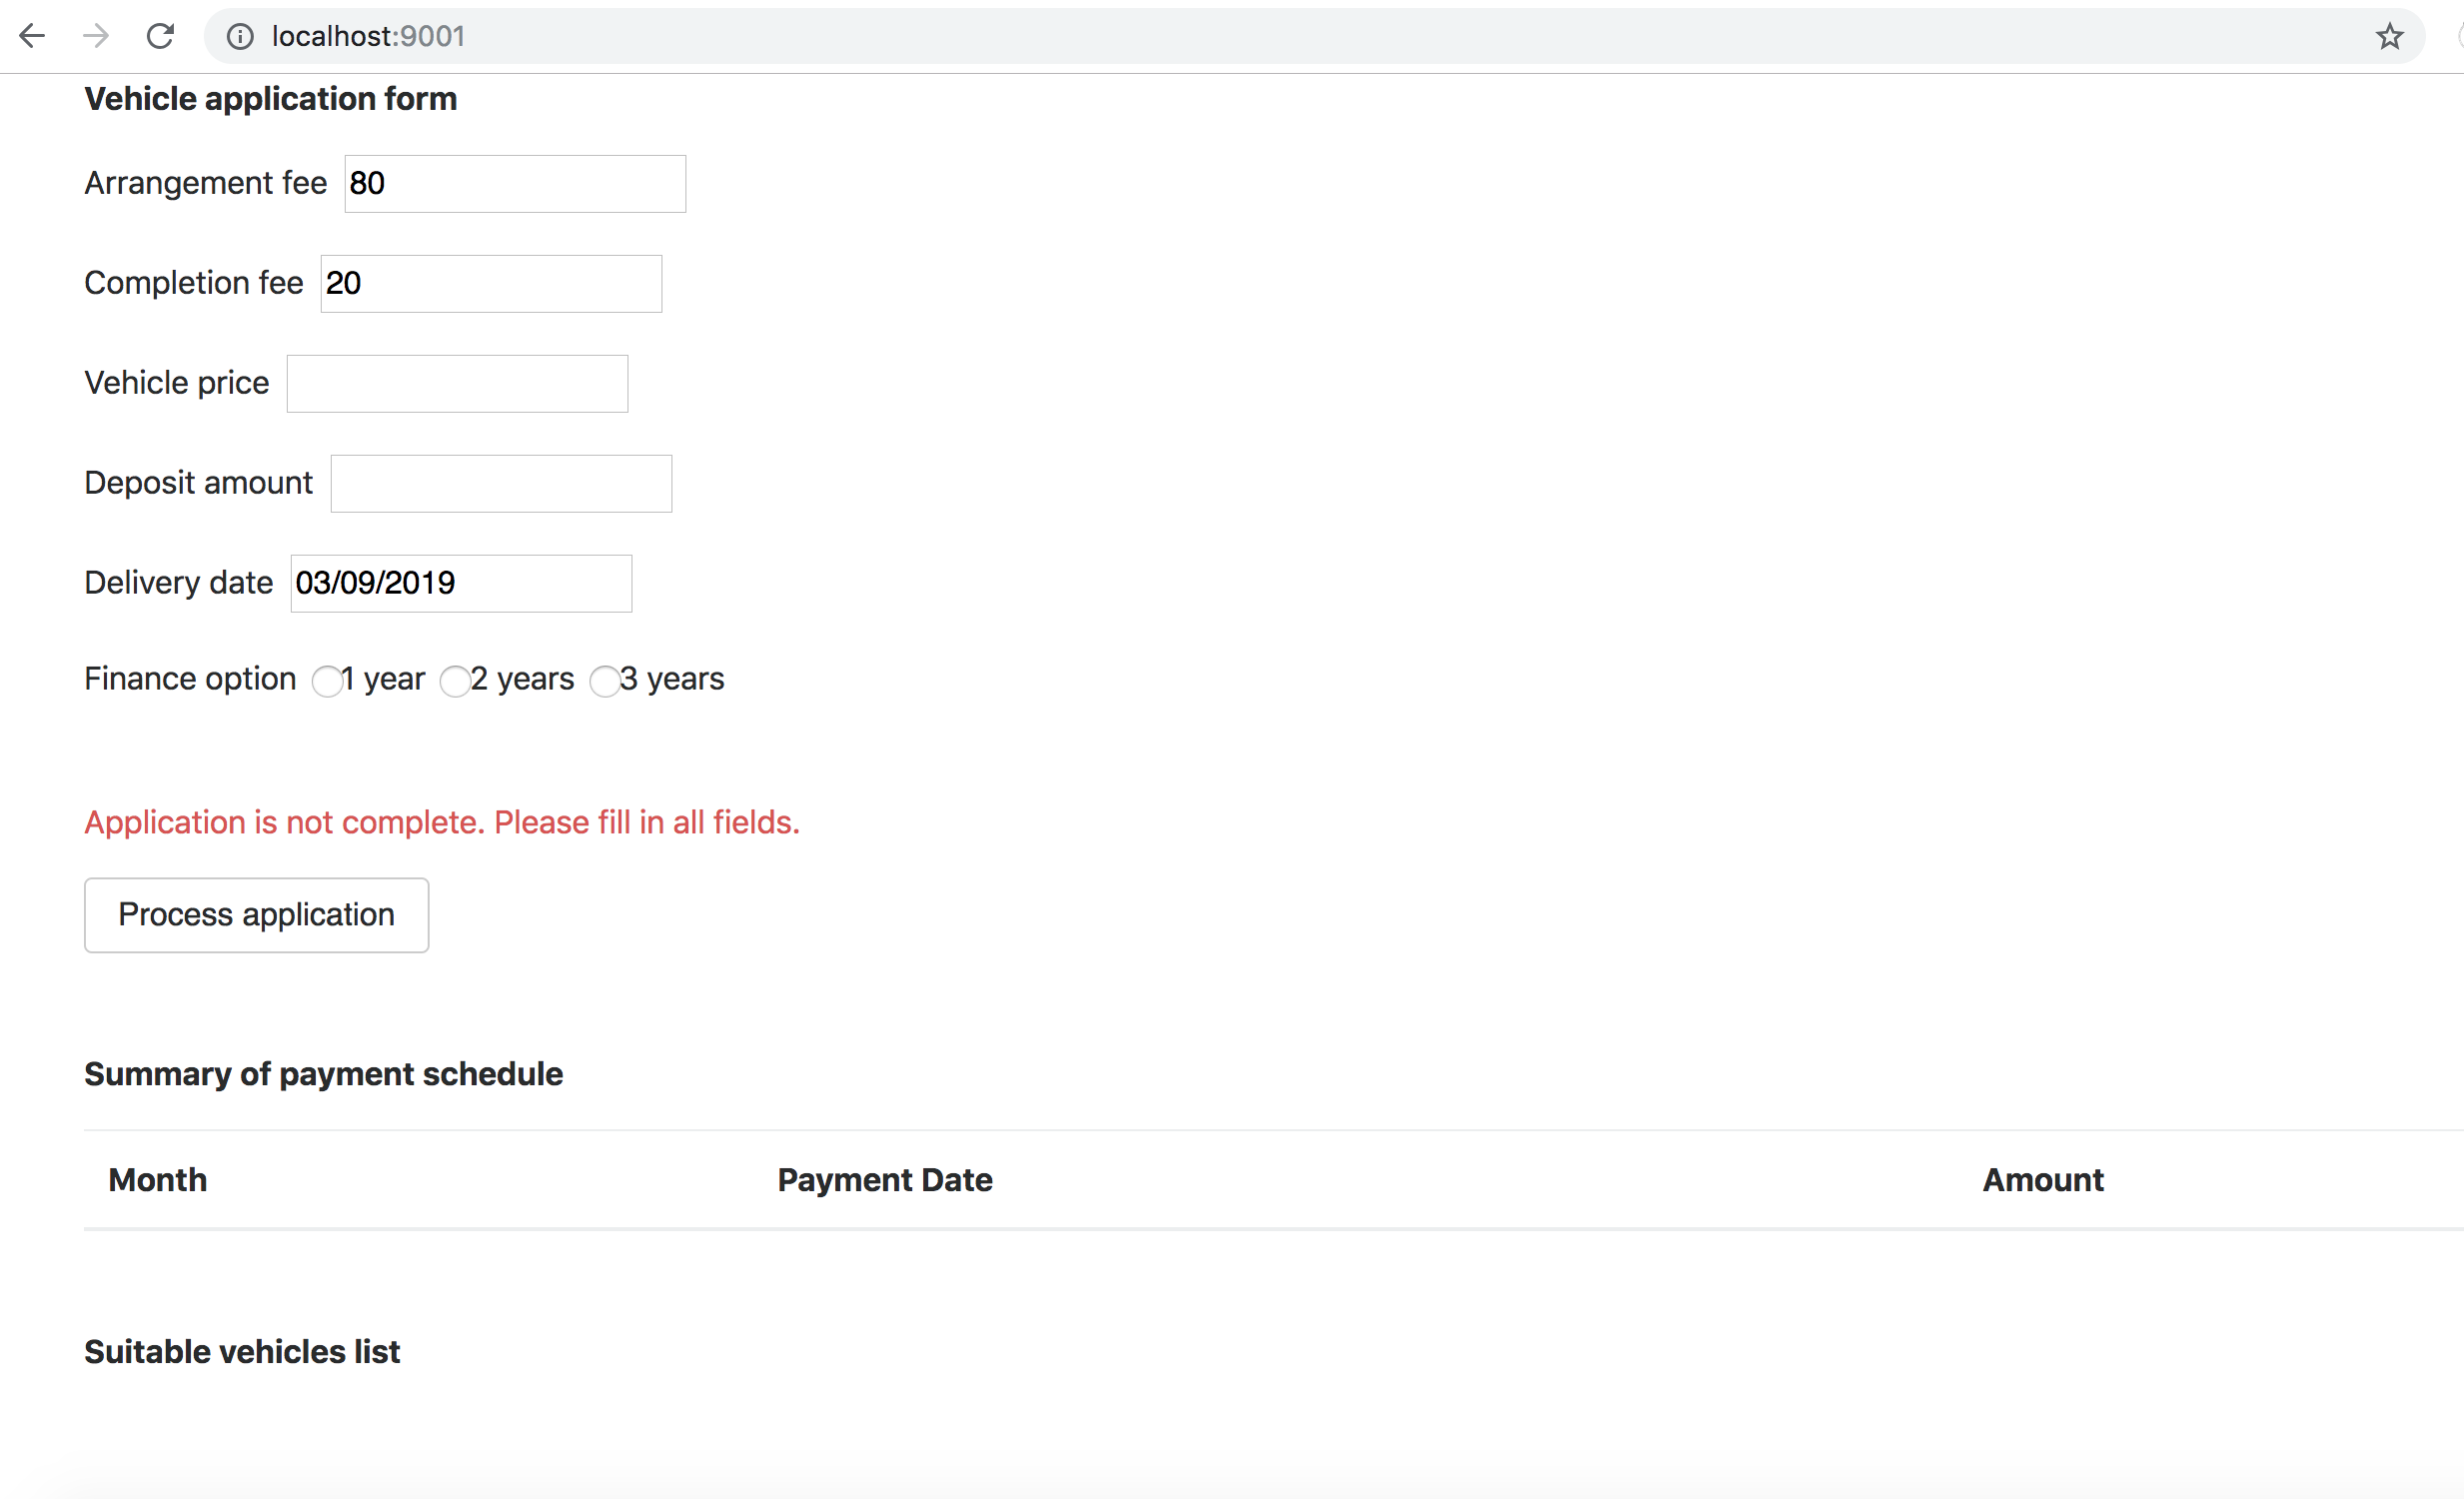 localhost:9001
Vehicle application form
Arrangement fee 80
Completion fee 20
Vehicle price
Deposit amount
Delivery date 03/09/2019
Finance option 1 year 2 years 3 years
Application is not complete. Please fill in all fields.
Process application
Summary of payment schedule
Month Payment Date Amount
Suitable vehicles list